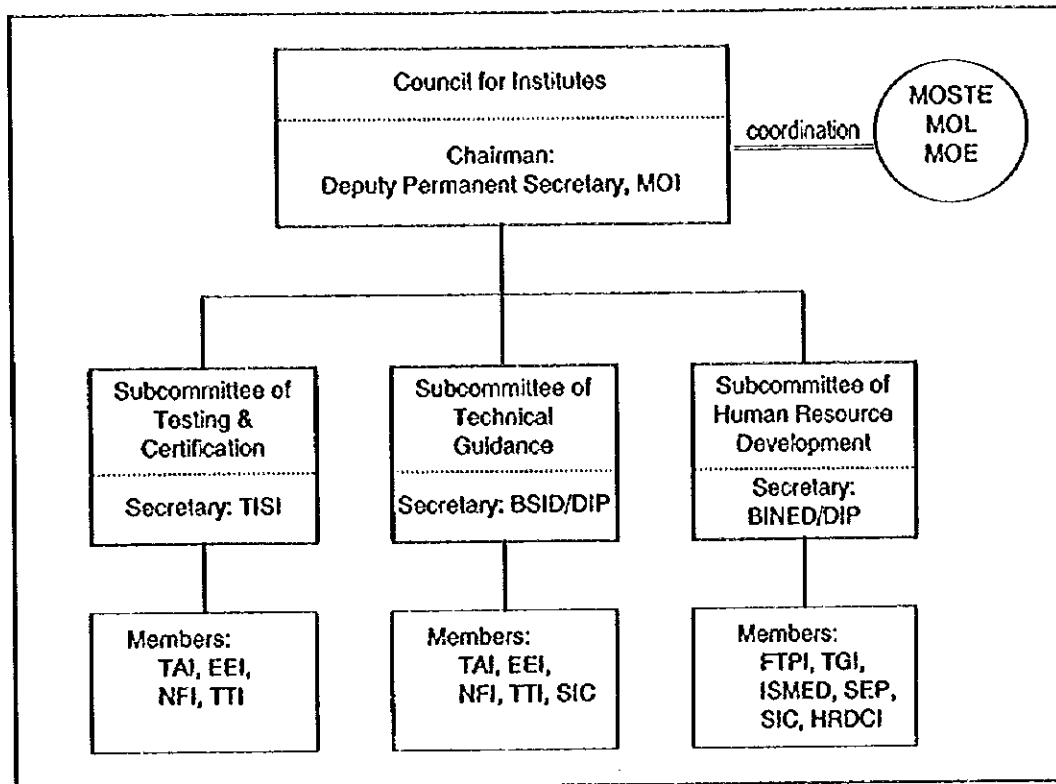 Council for Institutes
Chairman:
Deputy Permanent Secretary, MOI
coordination
MOSTE
MOL
MOE
Subcommittee of
Testing &
Certification
Secretary: TISI
Subcommittee of
Technical
Guidance
Secretary: BSID/DIP
Subcommittee of
Human Resource
Development
Secretary:
BINED/DIP
Members:
TAI, EEI,
NFI, TTI
Members:
TAI, EEI,
NFI, TTI, SIC
Members:
FTPI, TGI,
ISMED, SEP,
SIC, HRDCI